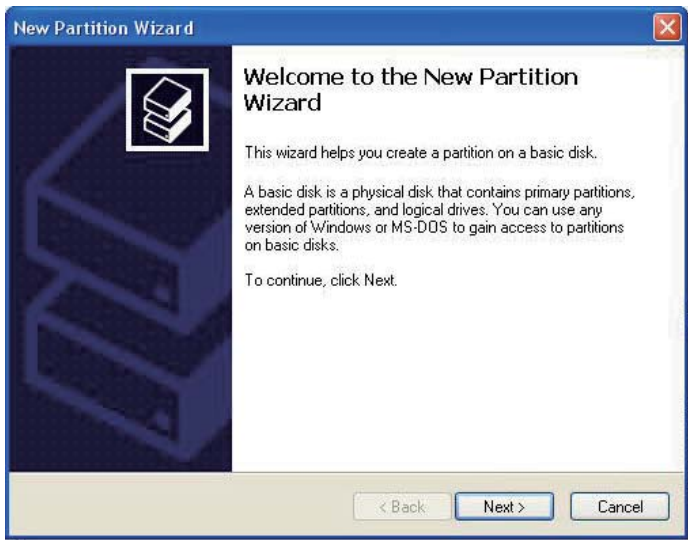 New Partition Wizard
Welcome to the New Partition
Wizard
This wizard helps you create a partition on a basic disk.
A basic disk is a physical disk that contains primary partitions,
extended partitions, and logical drives. You can use any
version of Windows or MS-DOS to gain access to partitions
on basic disks.
To continue, click Next.
< Back Next > Cancel